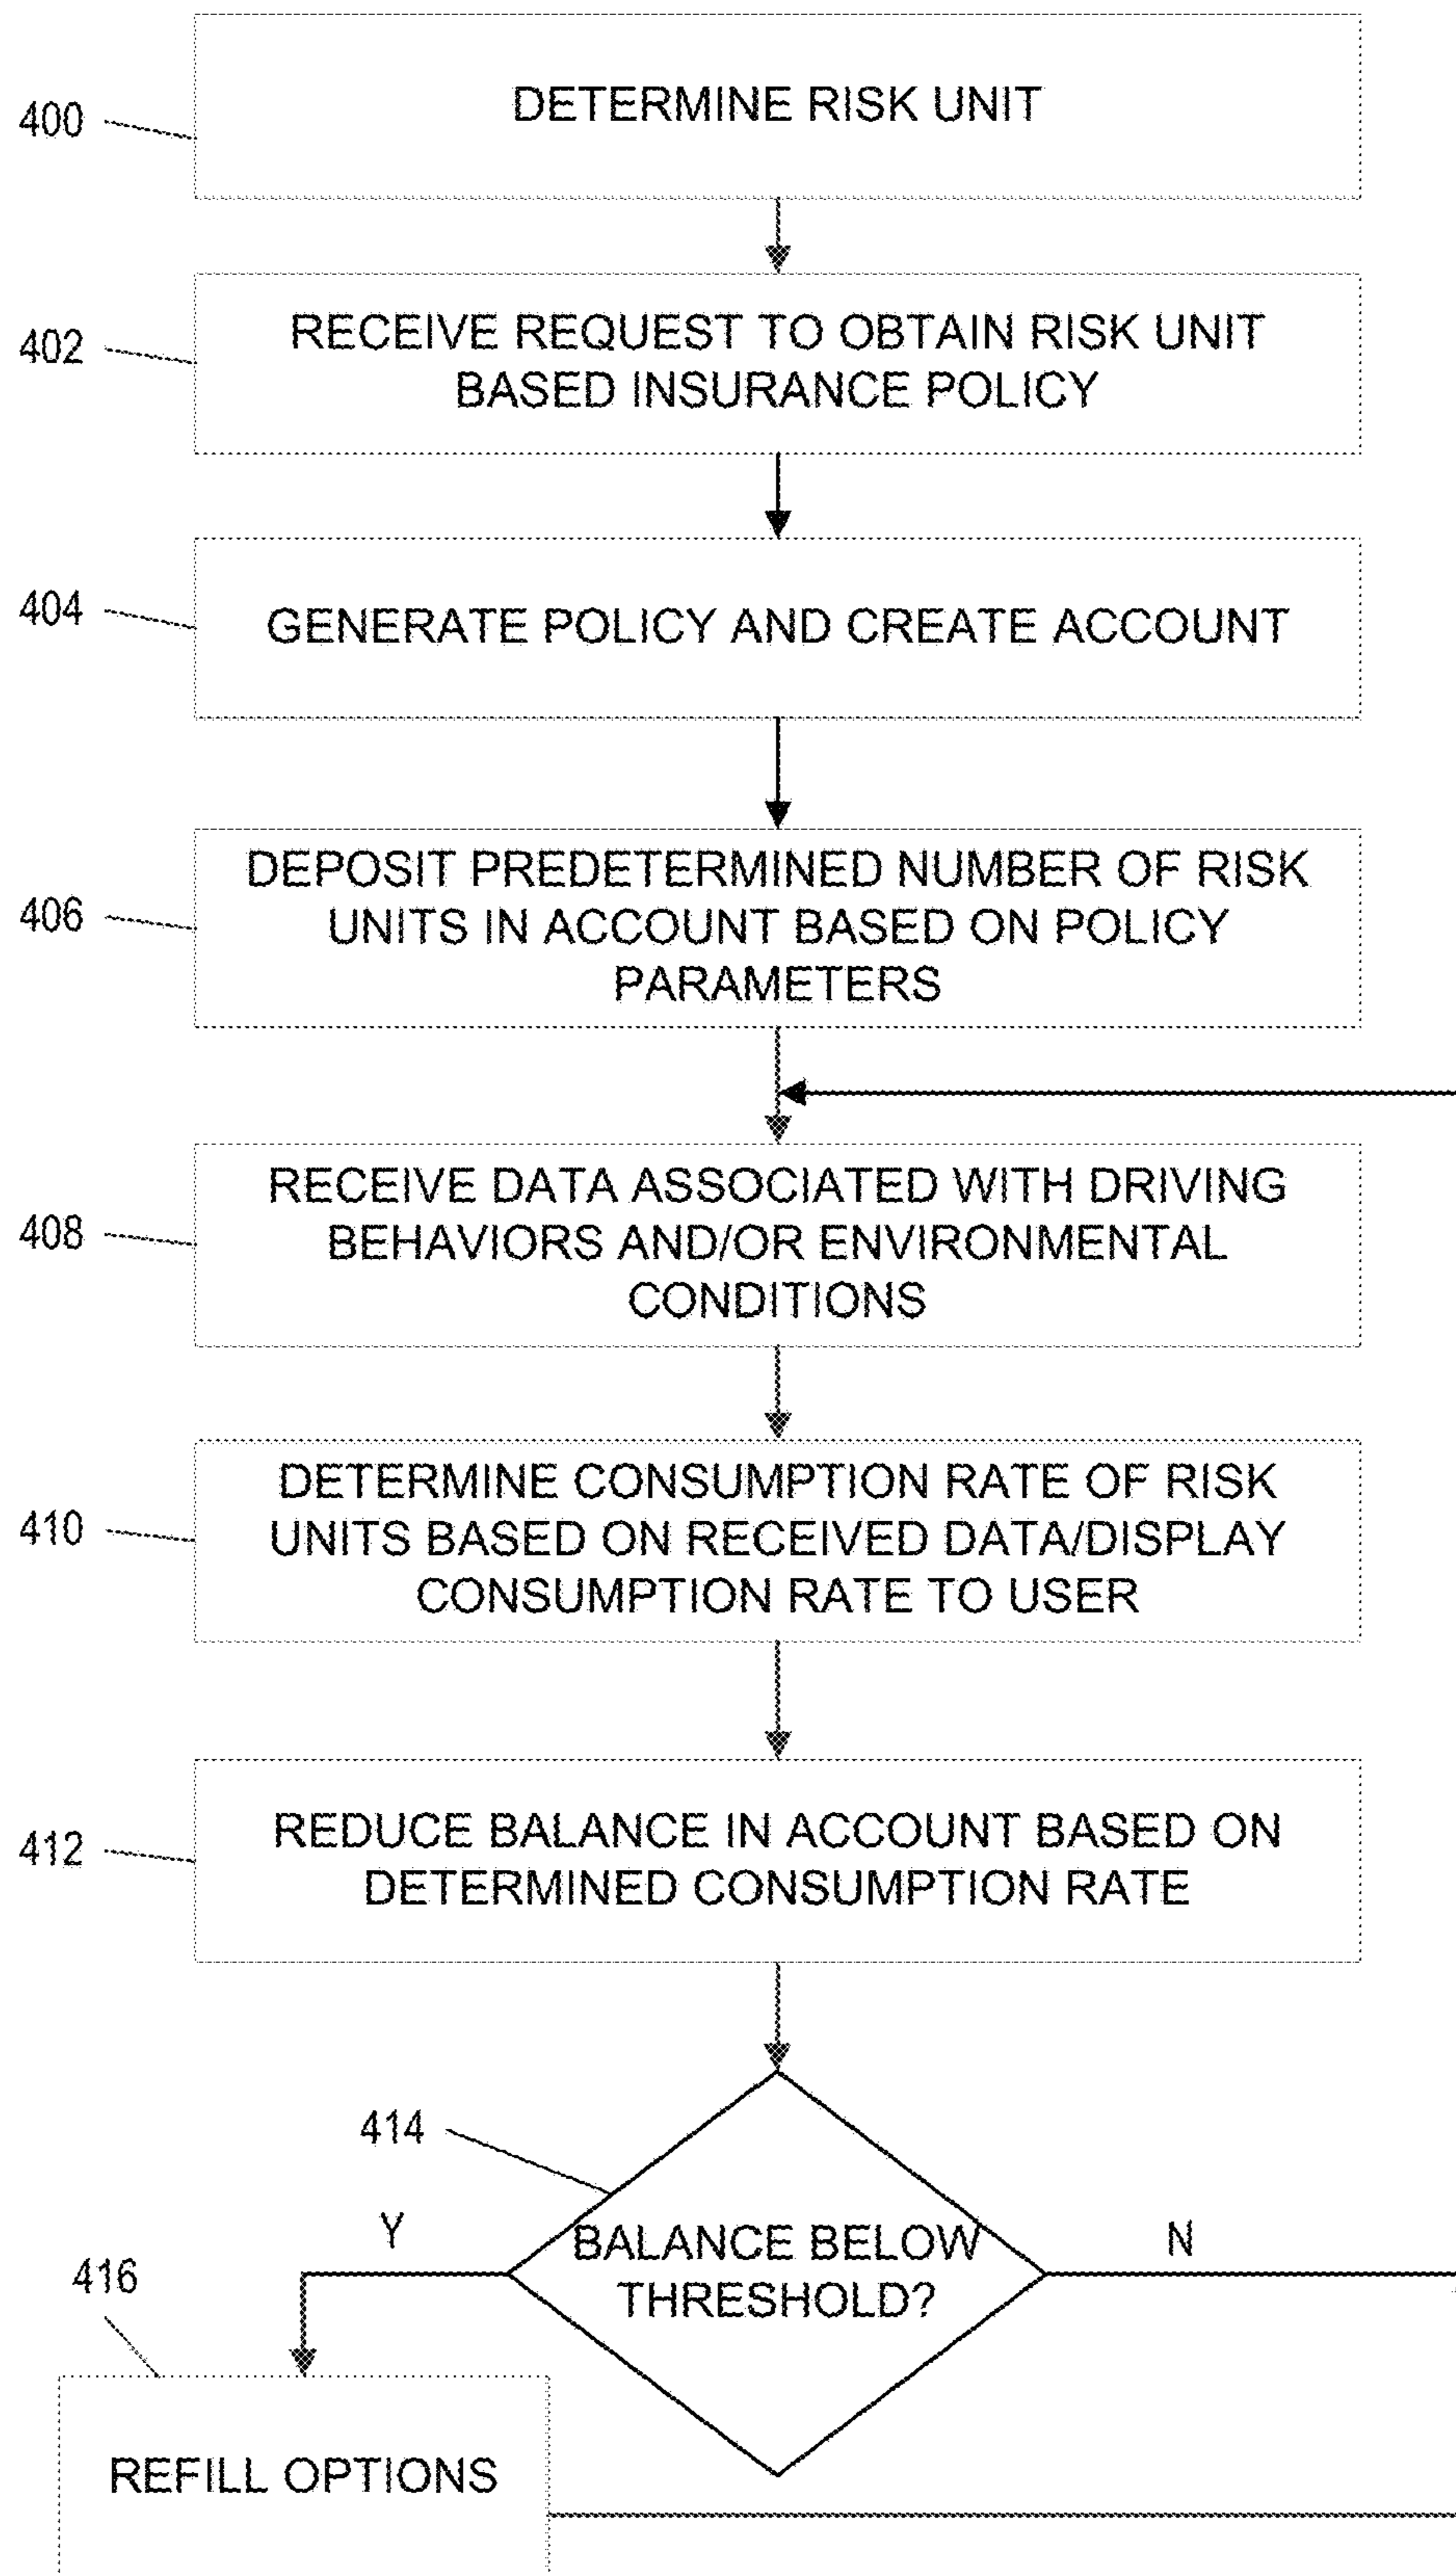 400
DETERMINE RISK UNIT
402
RECEIVE REQUEST TO OBTAIN RISK UNIT
BASED INSURANCE POLICY
404
GENERATE POLICY AND CREATE ACCOUNT
406
DEPOSIT PREDETERMINED NUMBER OF RISK
UNITS IN ACCOUNT BASED ON POLICY
PARAMETERS
408
RECEIVE DATA ASSOCIATED WITH DRIVING
BEHAVIORS AND/OR ENVIRONMENTAL
CONDITIONS
410
DETERMINE CONSUMPTION RATE OF RISK
UNITS BASED ON RECEIVED DATA/DISPLAY
CONSUMPTION RATE TO USER
412
REDUCE BALANCE IN ACCOUNT BASED ON
DETERMINED CONSUMPTION RATE
414
Y
BALANCE BELOW
THRESHOLD?
N
416
REFILL OPTIONS